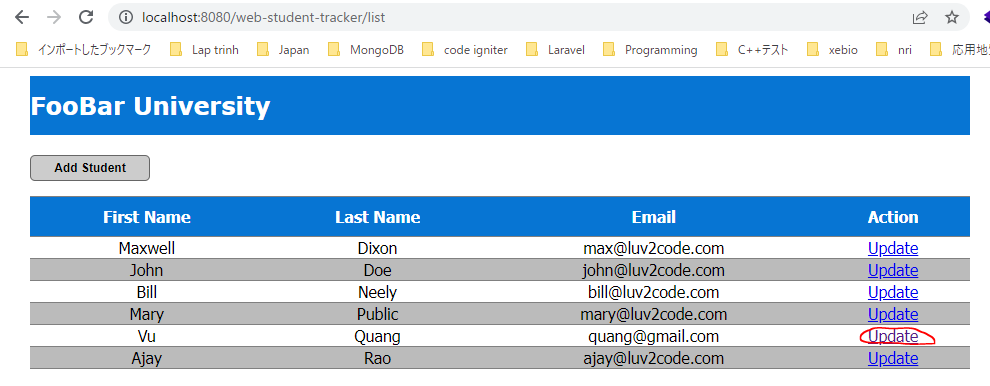 localhost:8080/web-student-tracker/list
インポートしたブックマーク Lap trinh Japan MongoDB code igniter Laravel Programming C++テスト xebio nri
FooBar University
Add Student
First Name Last Name Email Action
Maxwell Dixon max@luv2code.com Update
John Doe john@luv2code.com Update
Bill Neely bill@luv2code.com Update
Mary Public mary@luv2code.com Update
Vu Quang quang@gmail.com Update
Ajay Rao ajay@luv2code.com Update